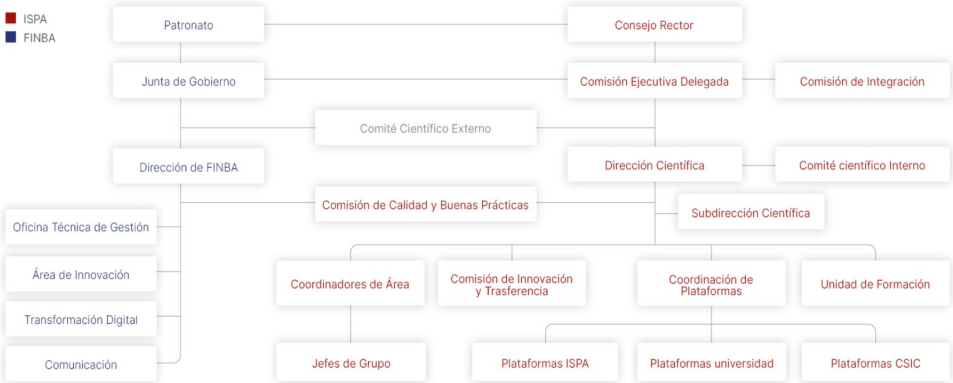 ISPA
FINBA
Patronato
Consejo Rector
Junta de Gobierno
Comisión Ejecutiva Delegada
Comisión de Integración
Comité Científico Externo
Dirección de FINBA
Dirección Científica
Comité científico Interno
Comisión de Calidad y Buenas Prácticas
Subdirección Científica
Oficina Técnica de Gestión
Área de Innovación
Coordinadores de Área
Comisión de Innovación
y Trasferencia
Coordinación de
Plataformas
Unidad de Formación
Transformación Digital
Comunicación
Jefes de Grupo
Plataformas ISPA
Plataformas universidad
Plataformas CSIC